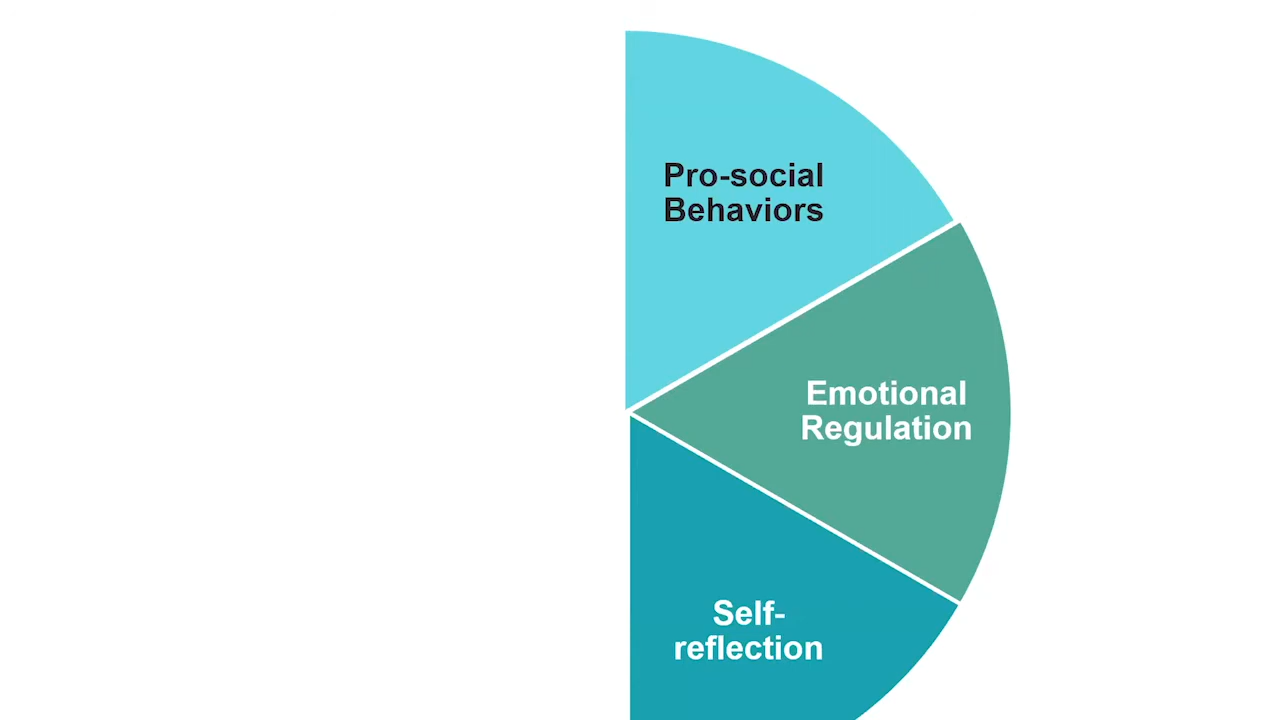 Pro-social
Behaviors
Emotional
Regulation
Self-
reflection